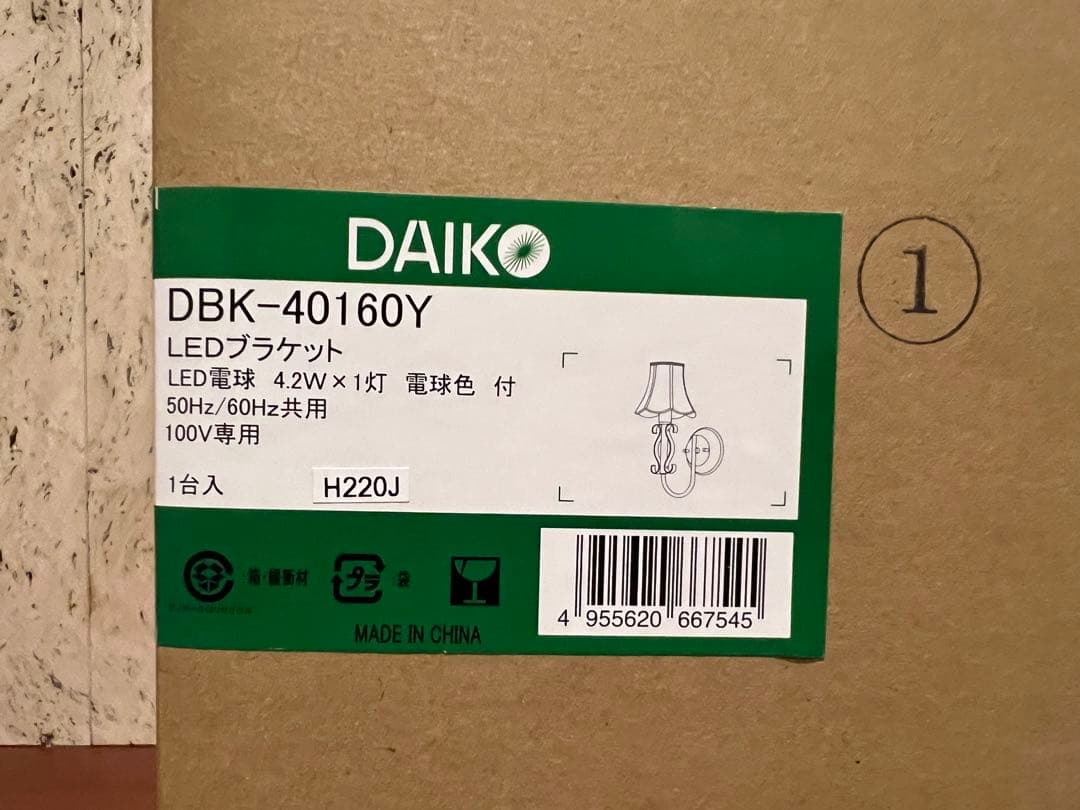 DAIKO
①
DBK-40160Y
LEDブラケット
LED電球 4.2W×1灯 電球色 付
50Hz/60Hz共用
100V専用
1台入
H220J
箱・緩衝材
プラ
袋
MADE IN CHINA
4 955620 667545